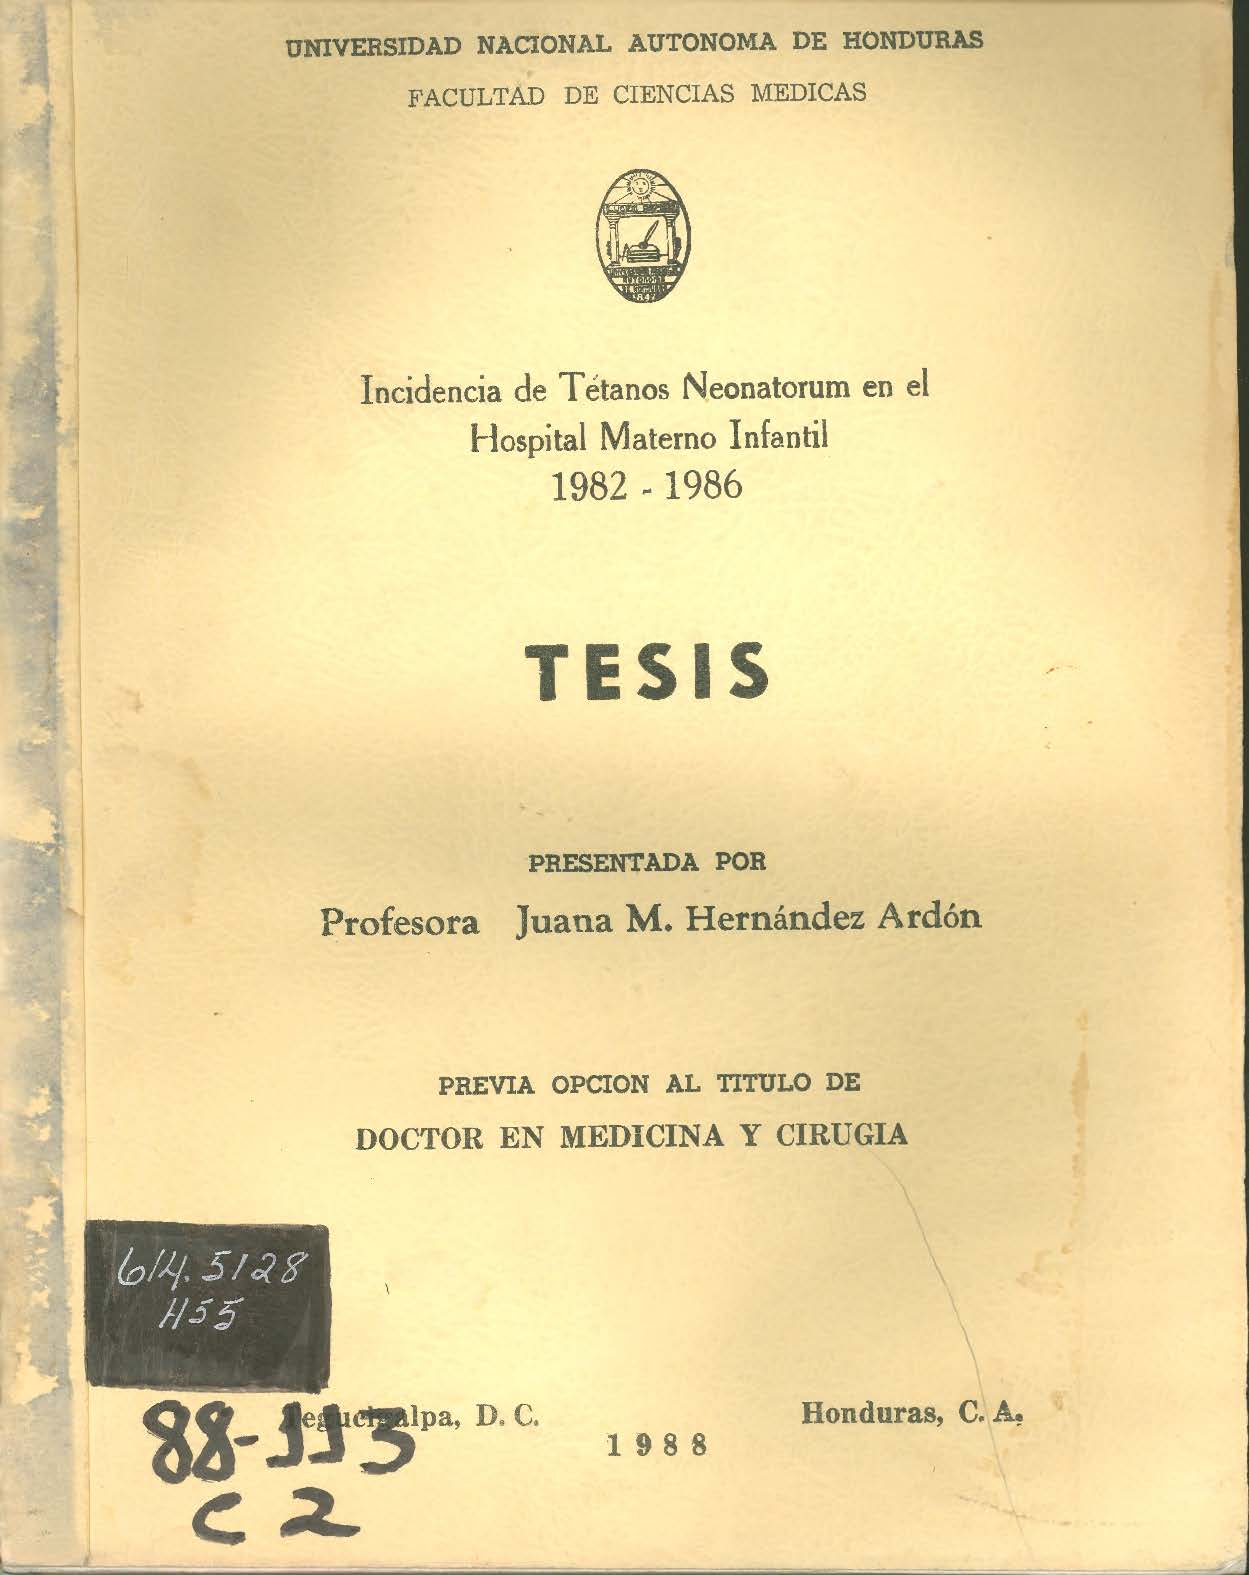 UNIVERSIDAD NACIONAL AUTONOMA DE HONDURAS
FACULTAD DE CIENCIAS MEDICAS
1847
Incidencia de Tétanos Neonatorum en el
Hospital Materno Infantil
1982 - 1986
TESIS
PRESENTADA POR
Profesora Juana M. Hernández Ardón
PREVIA OPCION AL TITULO DE
DOCTOR EN MEDICINA Y CIRUGIA
614.5128
H55
Tegucigalpa, D. C. Honduras, C. A.
1988
88-113
C 2